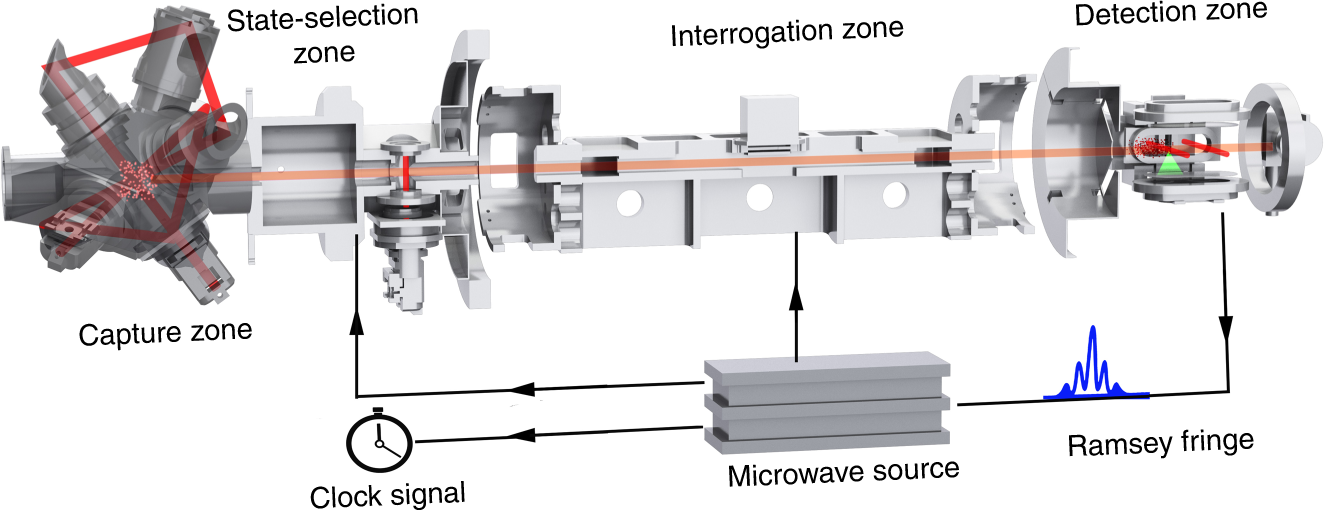 State-selection
zone
Interrogation zone
Detection zone
Capture zone
Ramsey fringe
Microwave source
Clock signal